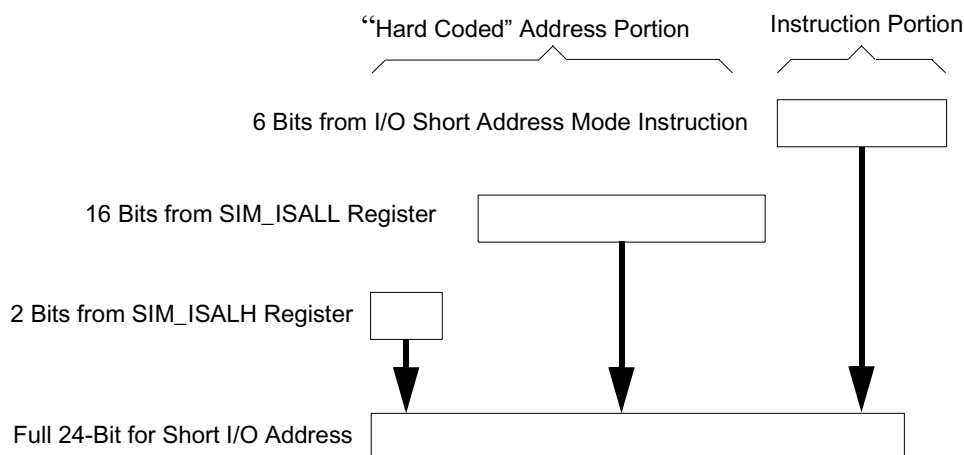 “Hard Coded” Address Portion
Instruction Portion
6 Bits from I/O Short Address Mode Instruction
16 Bits from SIM_ISALL Register
2 Bits from SIM_ISALH Register
Full 24-Bit for Short I/O Address